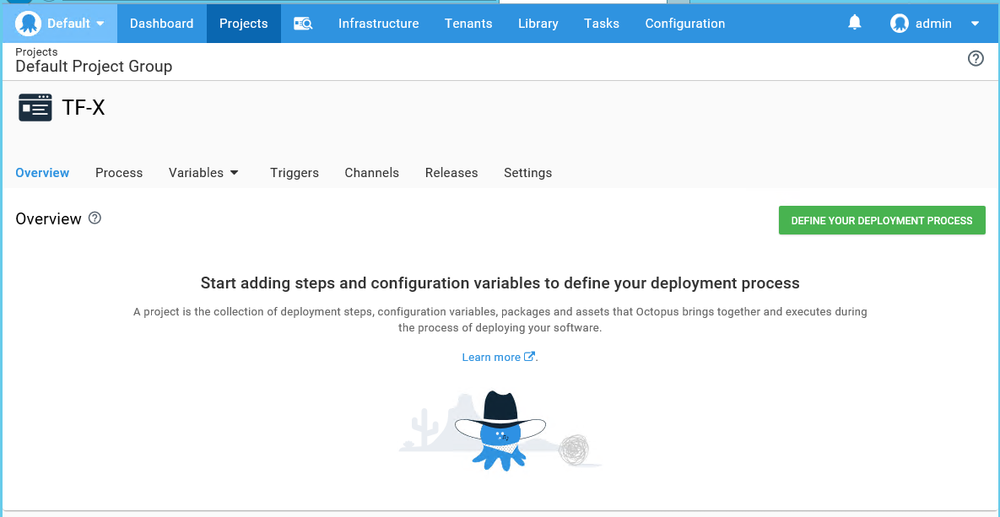 Default Dashboard Projects Infrastructure Tenants Library Tasks Configuration admin
Projects
Default Project Group
TF-X
Overview Process Variables Triggers Channels Releases Settings
Overview
DEFINE YOUR DEPLOYMENT PROCESS
Start adding steps and configuration variables to define your deployment process
A project is the collection of deployment steps, configuration variables, packages and assets that Octopus brings together and executes during
the process of deploying your software.
Learn more.